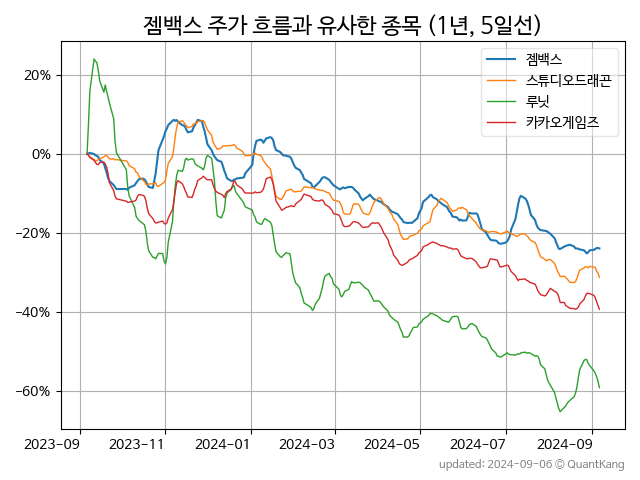 젬백스 주가 흐름과 유사한 종목 (1년, 5일선)
젬백스
스튜디오드래곤
루닛
카카오게임즈
20%
0%
−20%
−40%
−60%
2023-09 2023-11 2024-01 2024-03 2024-05 2024-07 2024-09
updated: 2024-09-06 © QuantKang